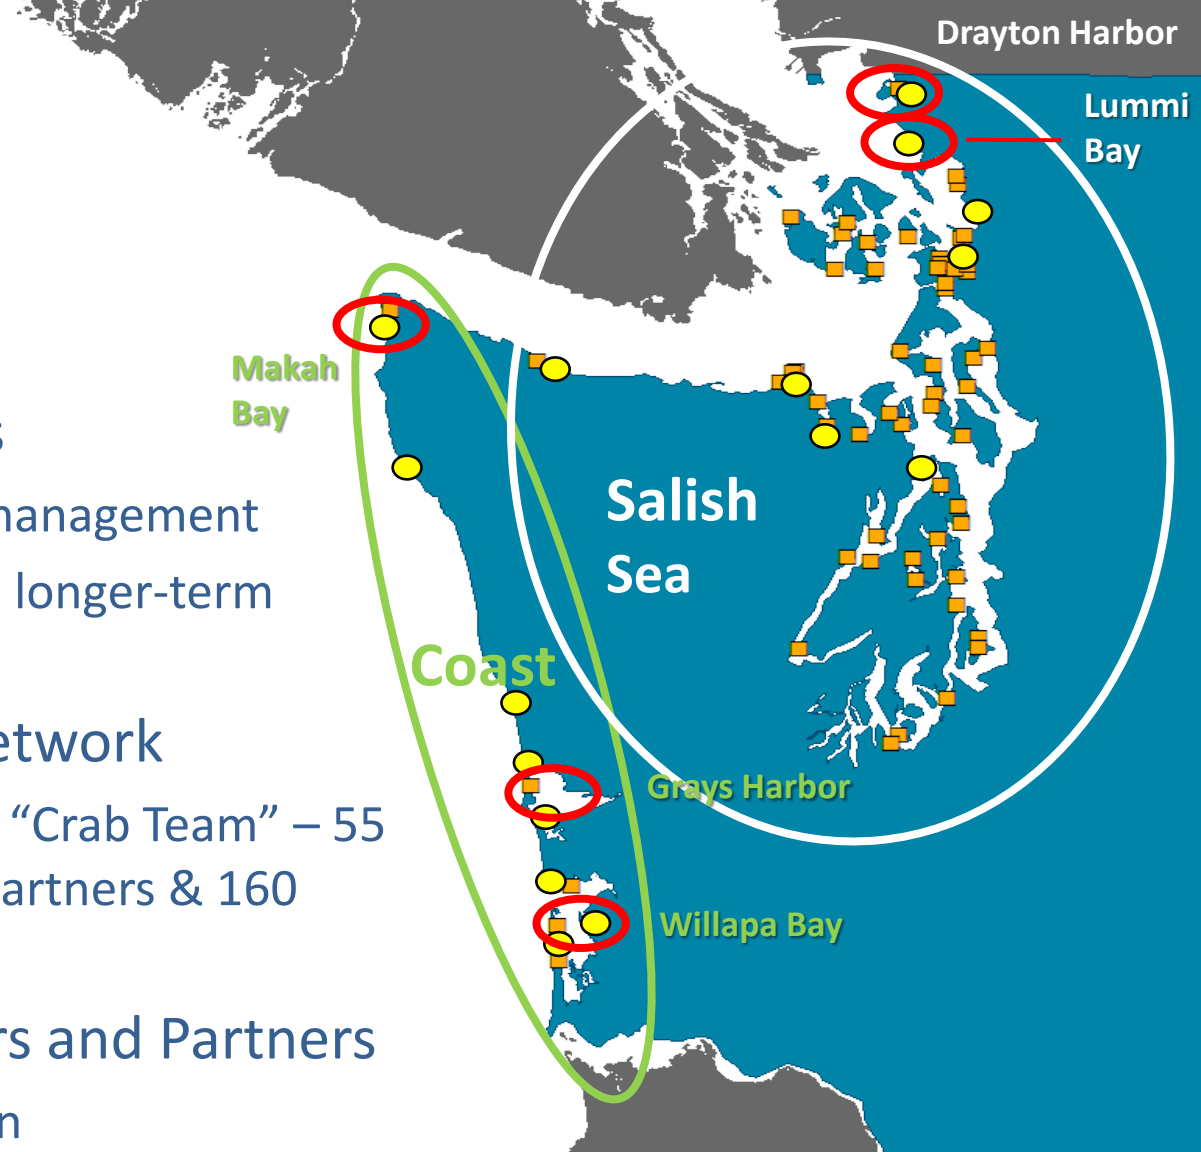 Drayton Harbor
Lummi
Bay
Makah
Bay
s
management
longer-term
Salish
Sea
Coast
etwork
Grays Harbor
“Crab Team” – 55
artners & 160
Willapa Bay
rs and Partners
n